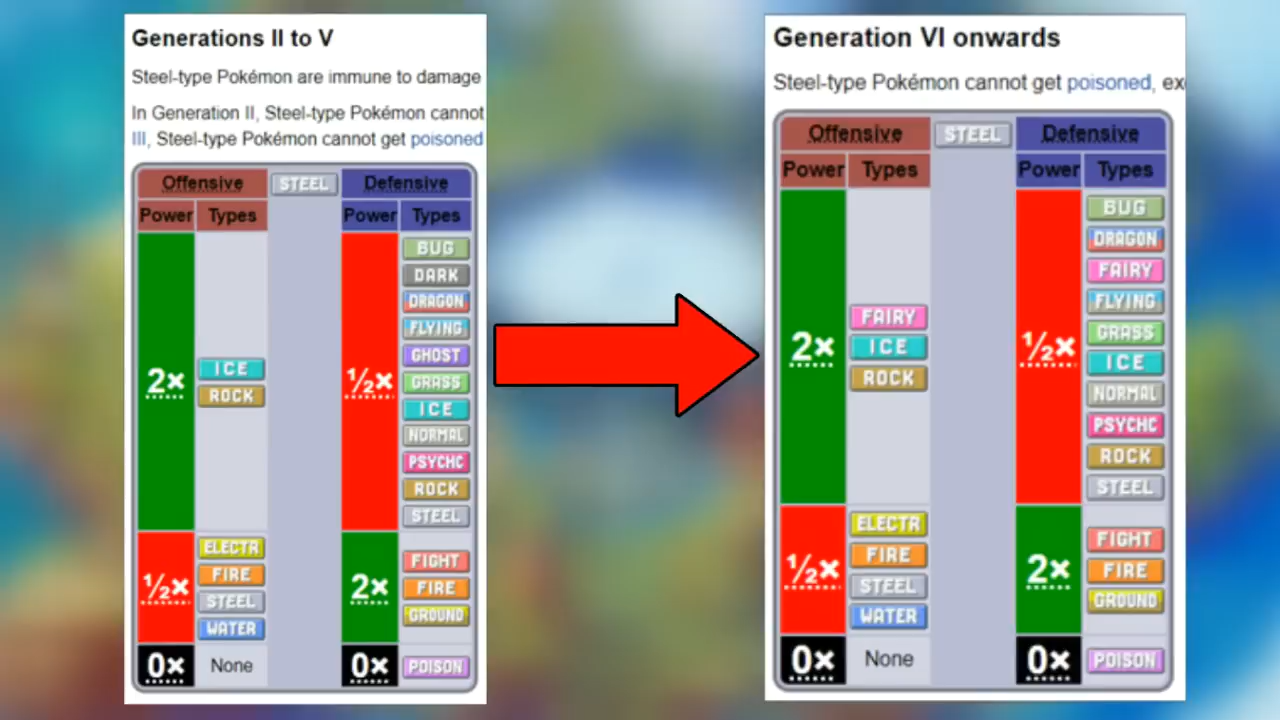 Generations II to V
Steel-type Pokémon are immune to damage
In Generation II, Steel-type Pokémon cannot
III, Steel-type Pokémon cannot get poisoned
Offensive STEEL Defensive
Power Types Power Types
2× ICE ROCK
½× BUG DARK DRAGON FLYING GHOST GRASS ICE NORMAL PSYCHC ROCK STEEL
½× ELECTR FIRE STEEL WATER
2× FIGHT FIRE GROUND
0× None 0× POISON
Generation VI onwards
Steel-type Pokémon cannot get poisoned, exc
Offensive STEEL Defensive
Power Types Power Types
2× FAIRY ICE ROCK
½× BUG DRAGON FAIRY FLYING GRASS ICE NORMAL PSYCHC ROCK STEEL
½× ELECTR FIRE STEEL WATER
2× FIGHT FIRE GROUND
0× None 0× POISON